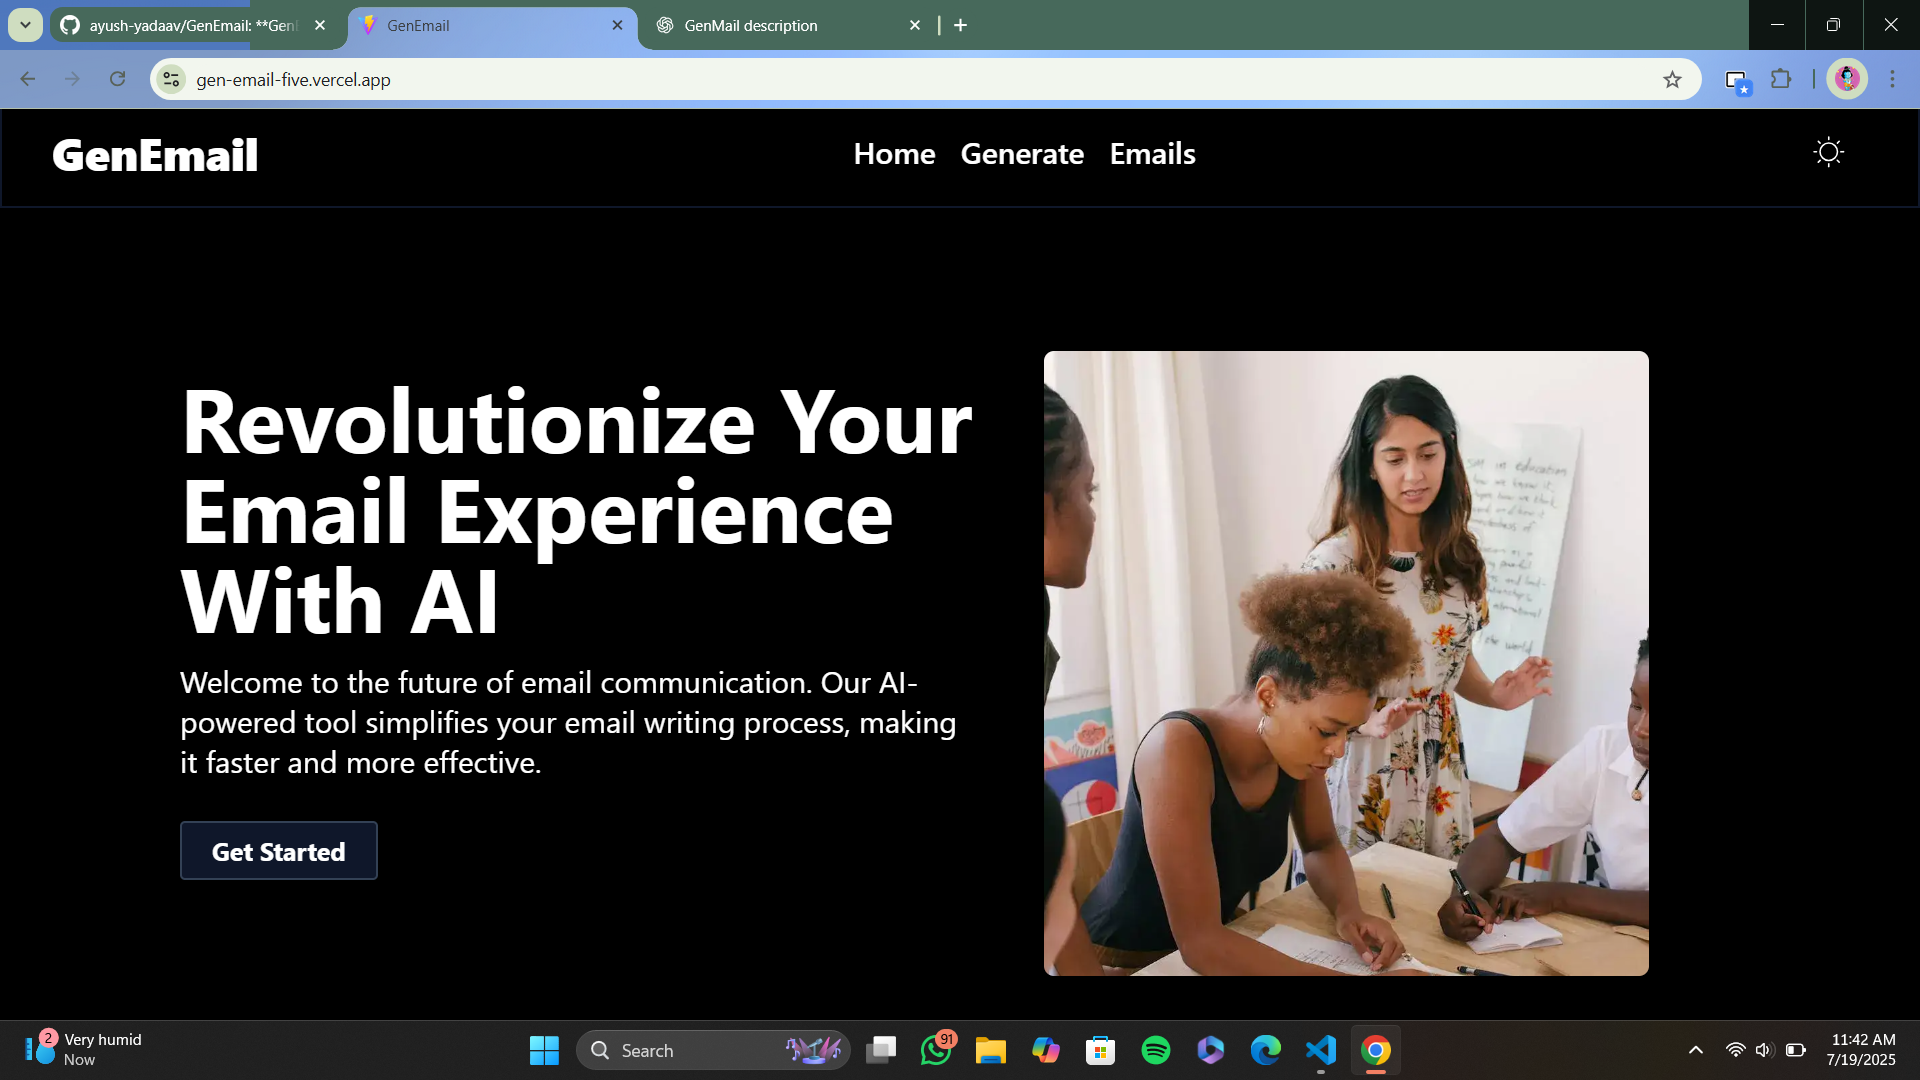 ayush-yadaav/GenEmail: **Gen
GenEmail
GenMail description
gen-email-five.vercel.app
GenEmail
Home
Generate
Emails
Revolutionize Your
Email Experience
With AI
Welcome to the future of email communication. Our AI-
powered tool simplifies your email writing process, making
it faster and more effective.
Get Started
in education
2
Very humid
Now
Search
91
11:42 AM
7/19/2025